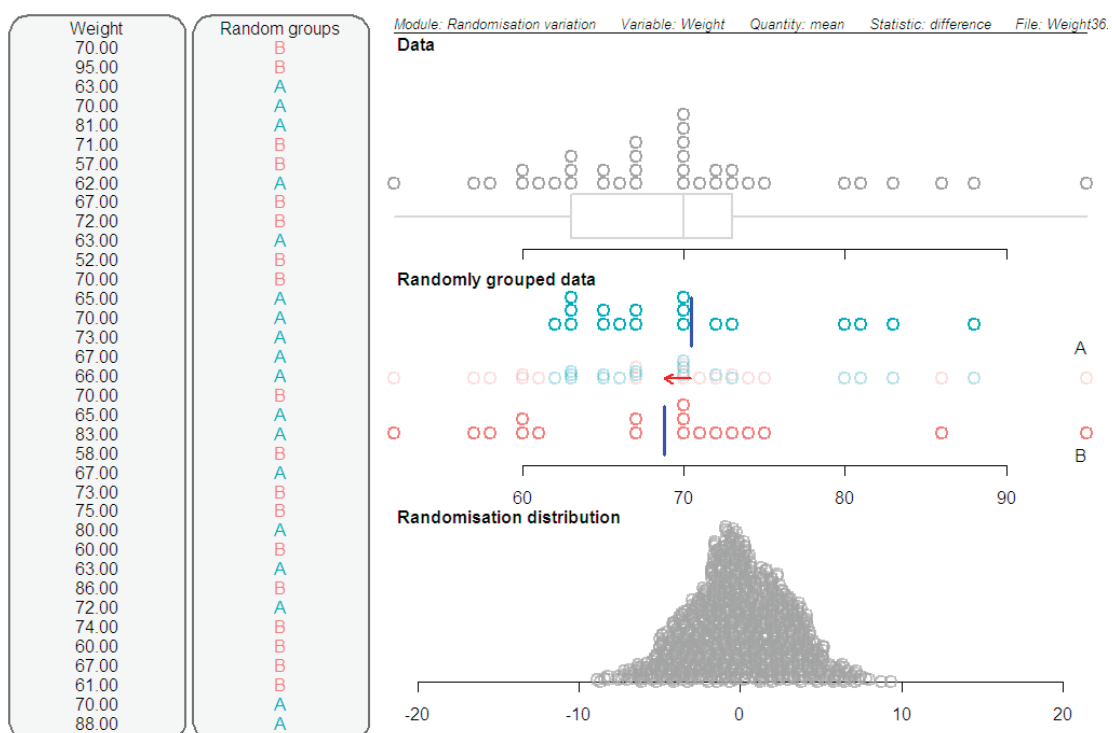 Weight
70.00
95.00
63.00
70.00
81.00
71.00
57.00
62.00
67.00
72.00
63.00
52.00
70.00
65.00
70.00
73.00
67.00
66.00
70.00
65.00
83.00
58.00
67.00
73.00
75.00
80.00
60.00
63.00
86.00
72.00
74.00
60.00
67.00
61.00
70.00
88.00
Random groups
B
B
A
A
A
B
B
A
B
B
A
B
B
A
A
A
A
A
B
A
A
B
A
B
B
A
B
A
B
A
B
B
B
B
A
A
Module: Randomisation variation Variable: Weight Quantity: mean Statistic: difference File: Weight36.
Data
Randomly grouped data
A
B
60 70 80 90
Randomisation distribution
-20 -10 0 10 20